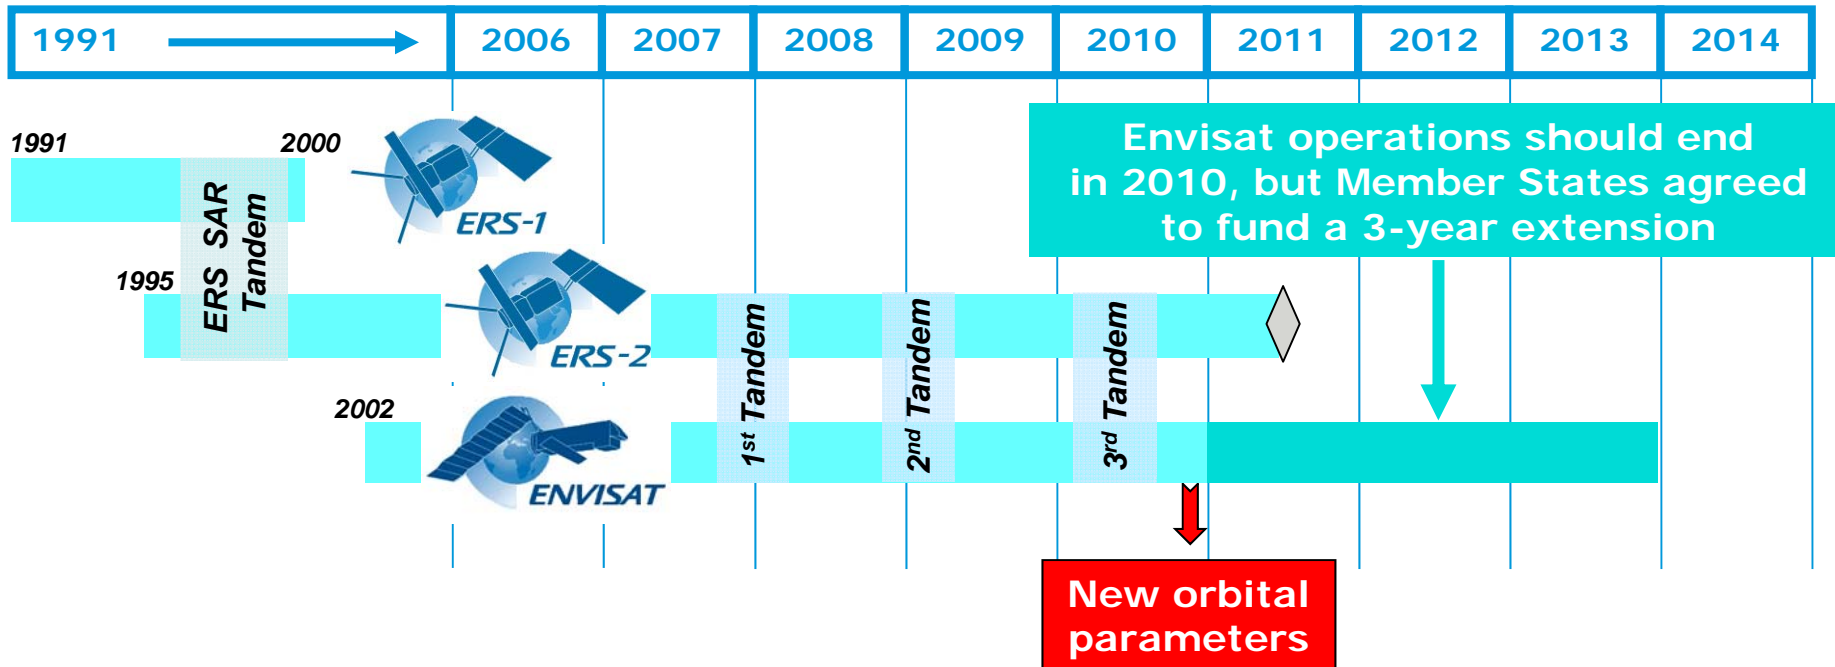 1991 2006 2007 2008 2009 2010 2011 2012 2013 2014
1991
2000
ERS-1
Envisat operations should end
in 2010, but Member States agreed
to fund a 3-year extension
ERS SAR
Tandem
1995
ERS-2
1st Tandem
2nd Tandem
3rd Tandem
2002
ENVISAT
New orbital
parameters